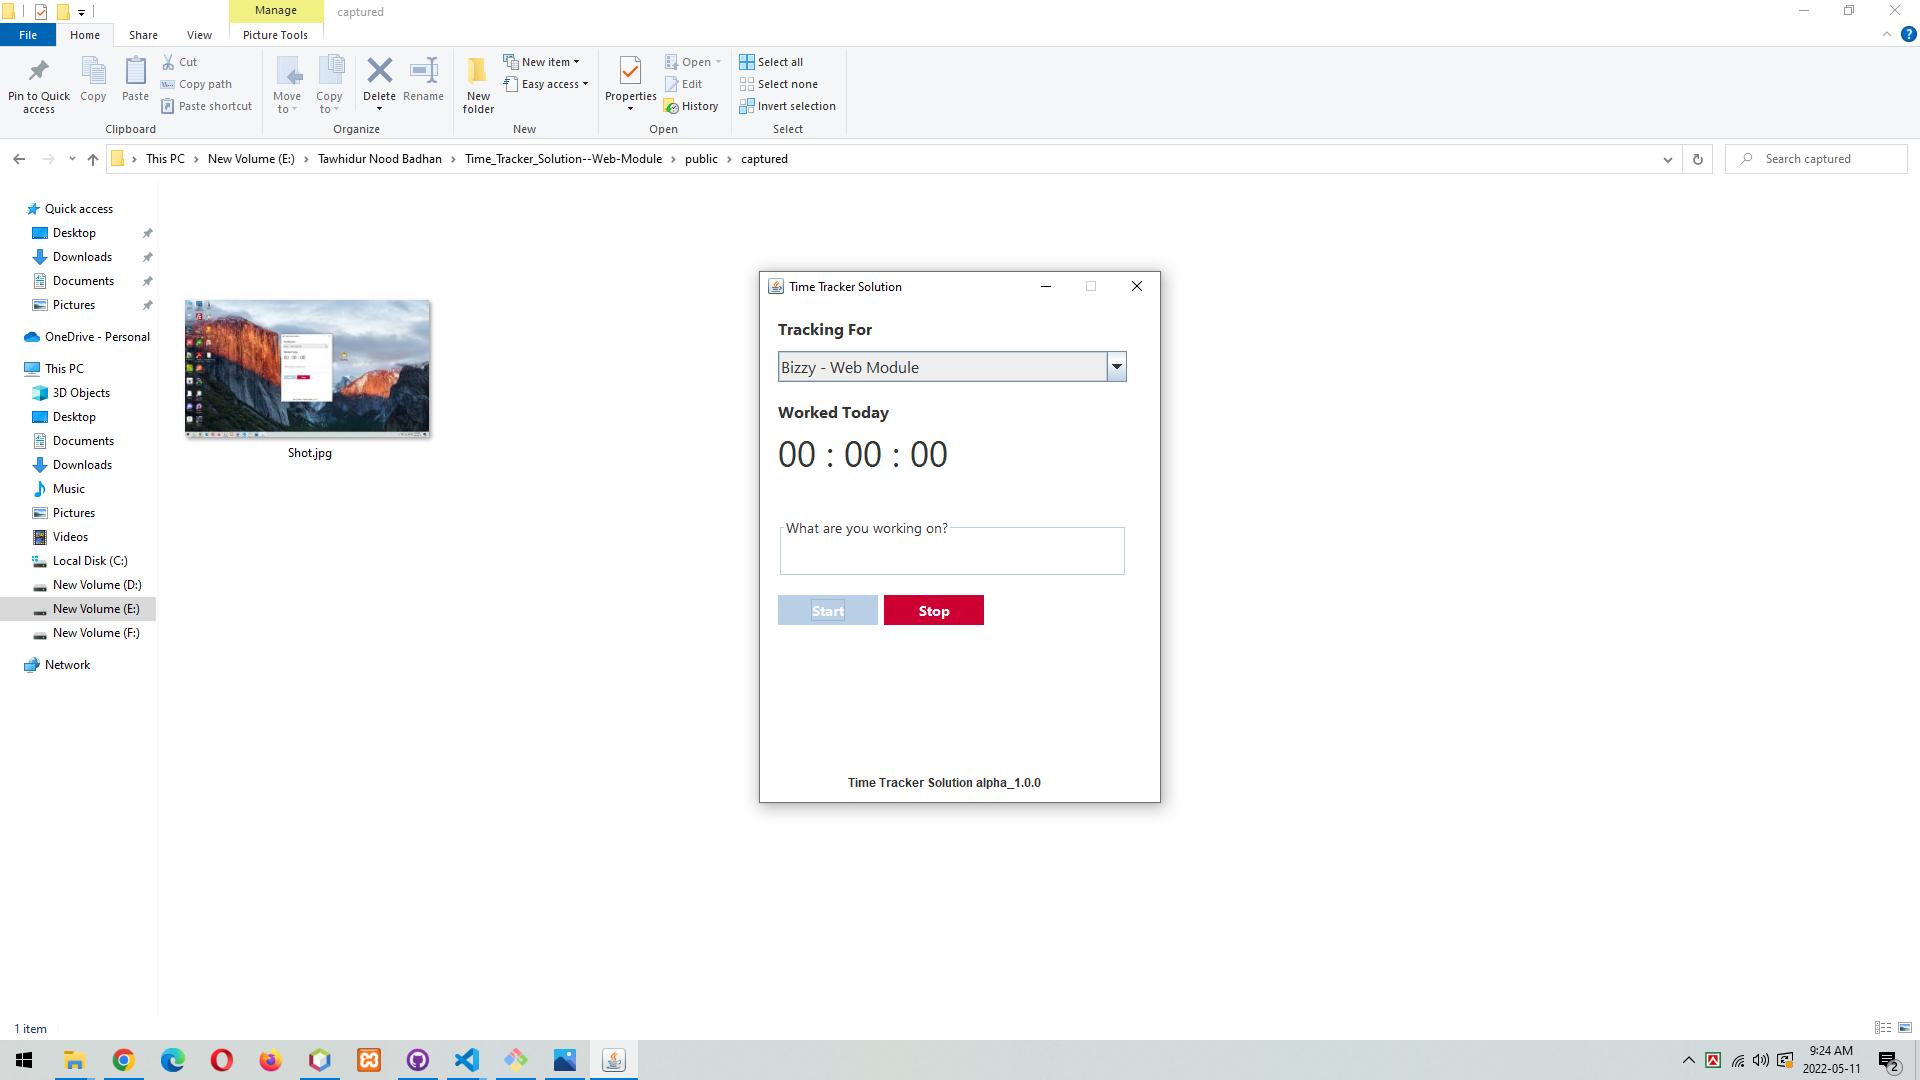 Manage
captured
File
Home
Share
View
Picture Tools
Pin to Quick access
Copy
Paste
Cut
Copy path
Paste shortcut
Clipboard
Move to
Copy to
Delete
Rename
Organize
New folder
New item
Easy access
New
Properties
Open
Edit
History
Open
Select all
Select none
Invert selection
Select
This PC > New Volume (E:) > Tawhidur Nood Badhan > Time_Tracker_Solution--Web-Module > public > captured
Search captured
Quick access
Desktop
Downloads
Documents
Pictures
OneDrive - Personal
This PC
3D Objects
Desktop
Documents
Downloads
Music
Pictures
Videos
Local Disk (C:)
New Volume (D:)
New Volume (E:)
New Volume (F:)
Network
Shot.jpg
Time Tracker Solution
Tracking For
Bizzy - Web Module
Worked Today
00 : 00 : 00
What are you working on?
Start
Stop
Time Tracker Solution alpha_1.0.0
1 item
9:24 AM
2022-05-11
2